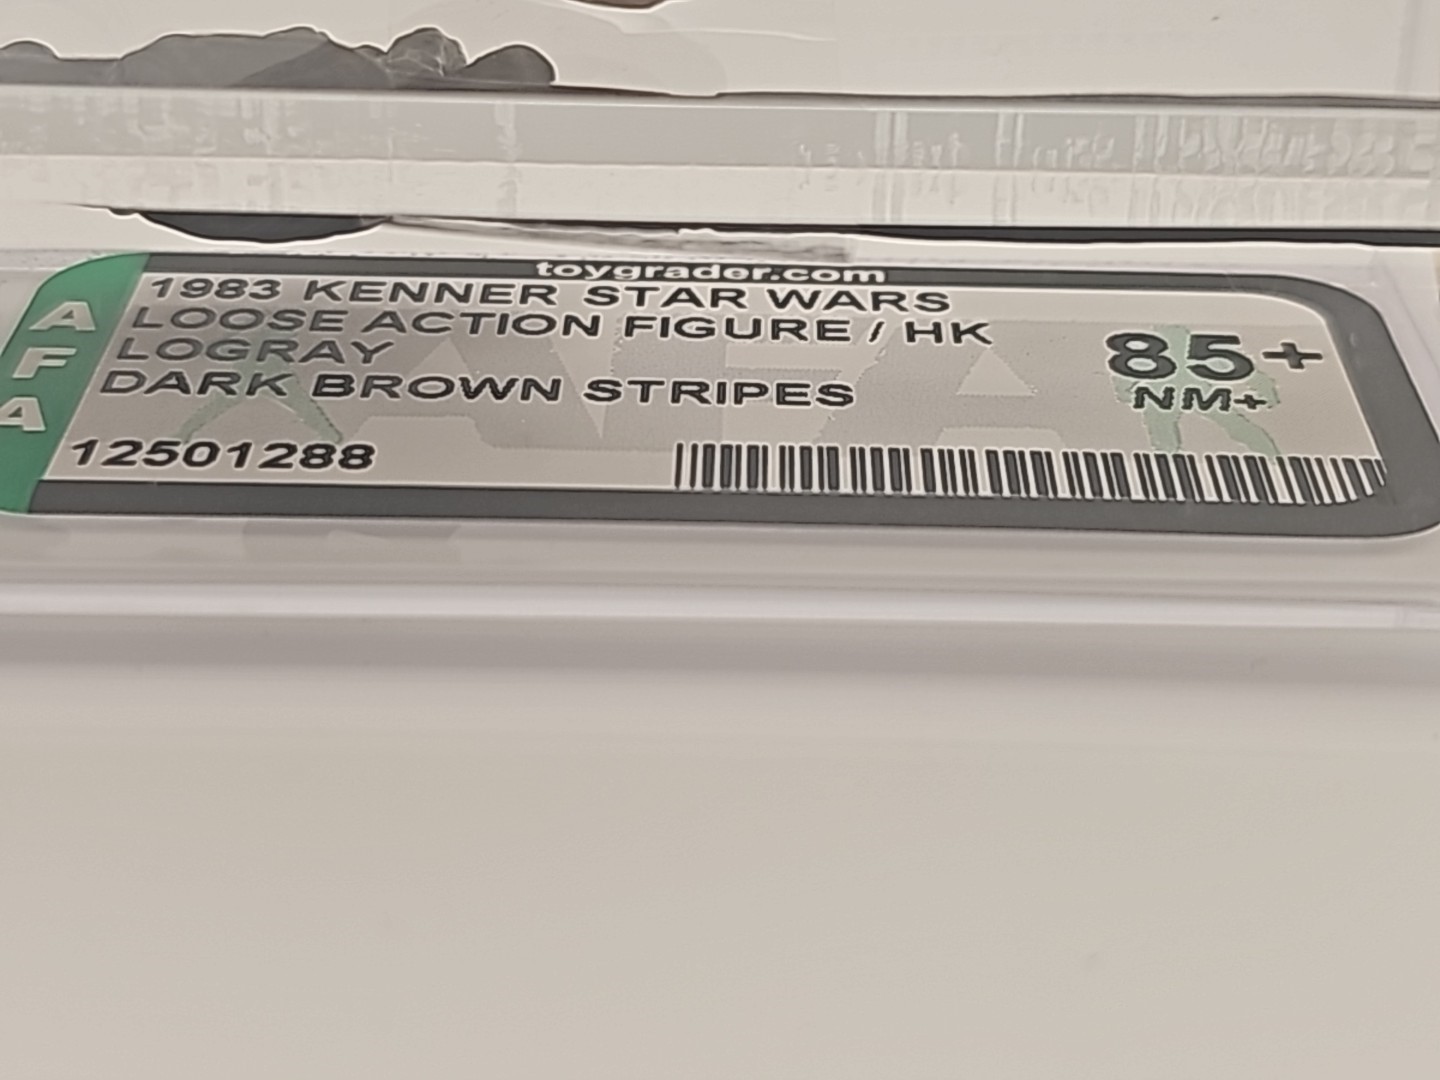 toygrader.com
AFA
1983 KENNER STAR WARS
LOOSE ACTION FIGURE / HK
LOGRAY
DARK BROWN STRIPES
12501288
85+
NM+